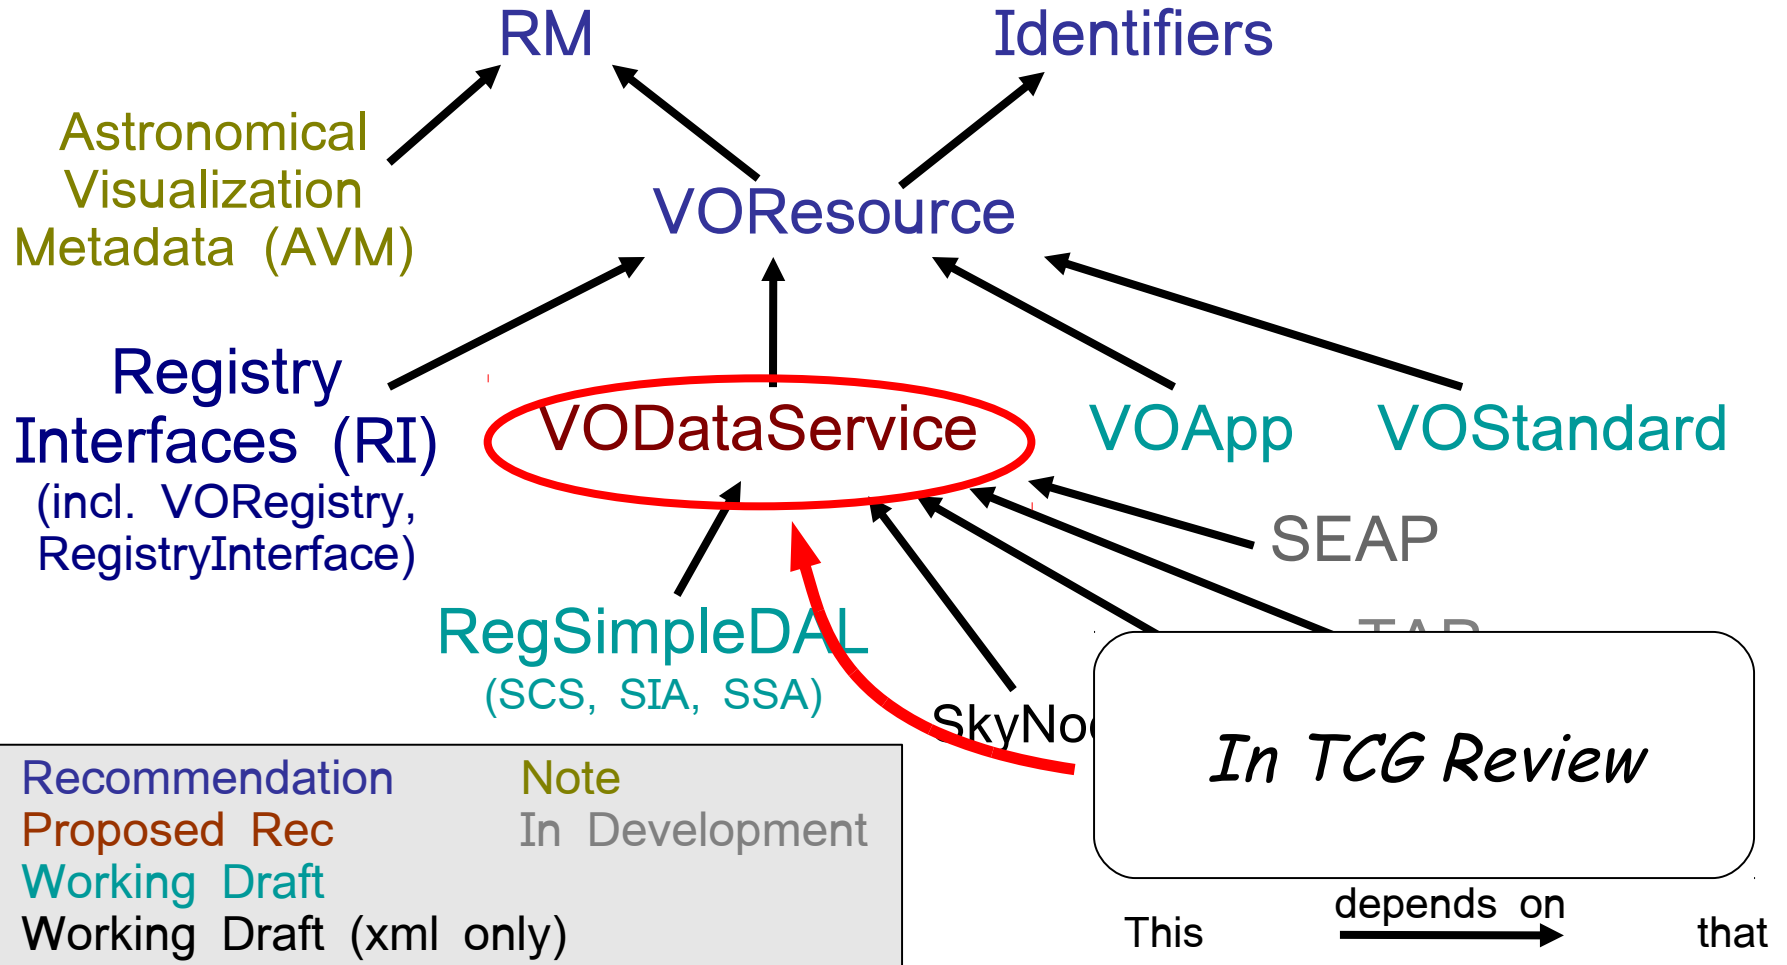 RM
Identifiers
Astronomical
Visualization
Metadata (AVM)
VOResource
Registry
Interfaces (RI)
(incl. VORegistry,
RegistryInterface)
VODataService
VOApp
VOStandard
SEAP
TAP
RegSimpleDAL
(SCS, SIA, SSA)
In TCG Review
Recommendation
Note
Proposed Rec
In Development
Working Draft
Working Draft (xml only)
depends on
This
that